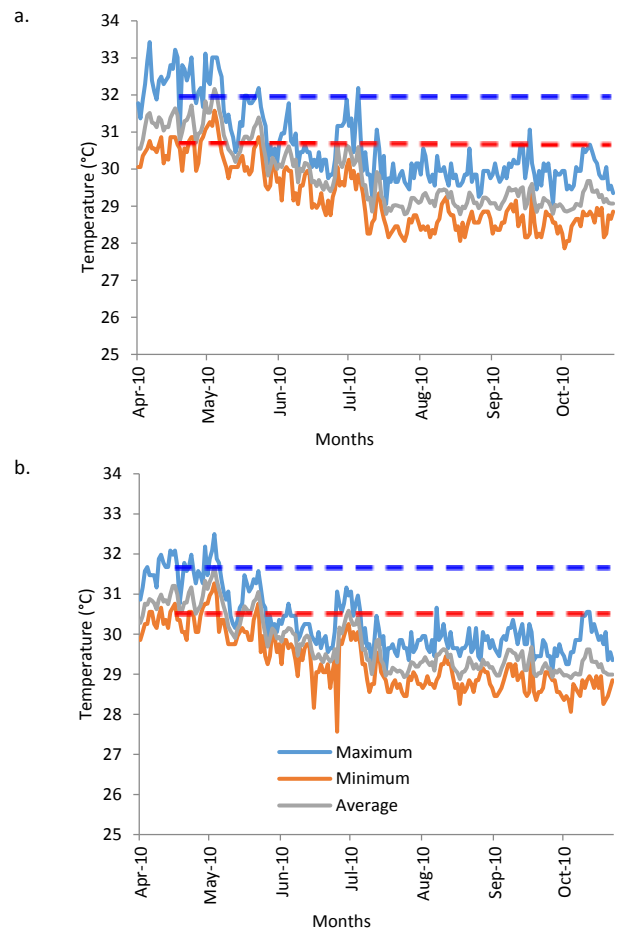 a.
34
33
32
31
30
29
28
27
26
25
Temperature (°C)
Apr-10
May-10
Jun-10
Jul-10
Aug-10
Sep-10
Oct-10
Months
b.
34
33
32
31
30
29
28
27
26
25
Temperature (°C)
Maximum
Minimum
Average
Apr-10
May-10
Jun-10
Jul-10
Aug-10
Sep-10
Oct-10
Months